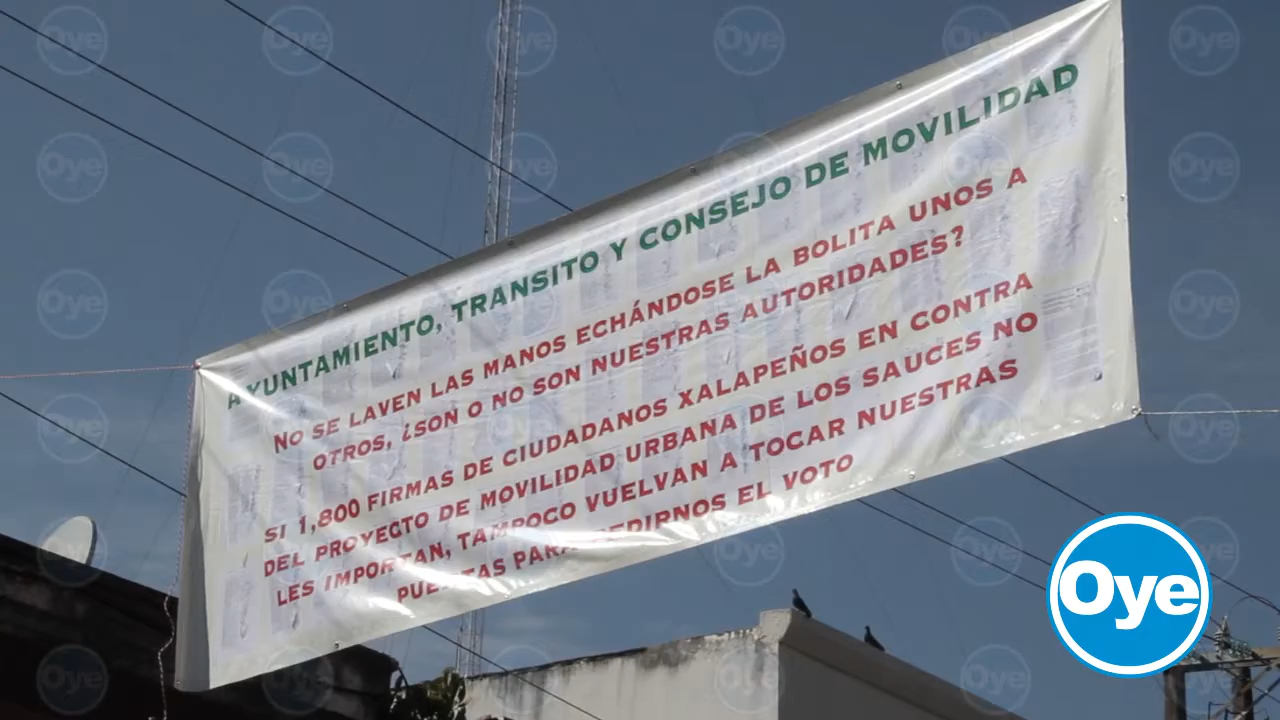 AYUNTAMIENTO, TRANSITO Y CONSEJO DE MOVILIDAD
NO SE LAVEN LAS MANOS ECHÁNDOSE LA BOLITA UNOS A
OTROS, ¿SON O NO SON NUESTRAS AUTORIDADES?
SI 1,800 FIRMAS DE CIUDADANOS XALAPEÑOS EN CONTRA
DEL PROYECTO DE MOVILIDAD URBANA DE LOS SAUCES NO
LES IMPORTAN, TAMPOCO VUELVAN A TOCAR NUESTRAS
PUERTAS PARA PEDIRNOS EL VOTO
Oye